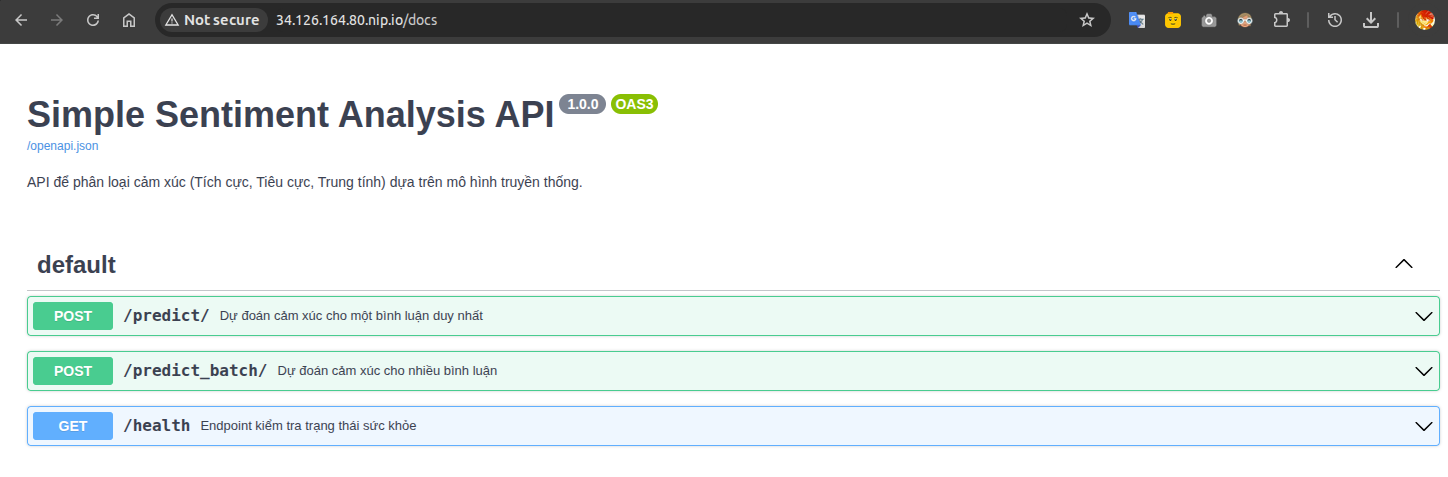 Not secure 34.126.164.80.nip.io/docs
Simple Sentiment Analysis API 1.0.0 OAS3
/openapi.json
API để phân loại cảm xúc (Tích cực, Tiêu cực, Trung tính) dựa trên mô hình truyền thống.
default
POST /predict/ Dự đoán cảm xúc cho một bình luận duy nhất
POST /predict_batch/ Dự đoán cảm xúc cho nhiều bình luận
GET /health Endpoint kiểm tra trạng thái sức khỏe